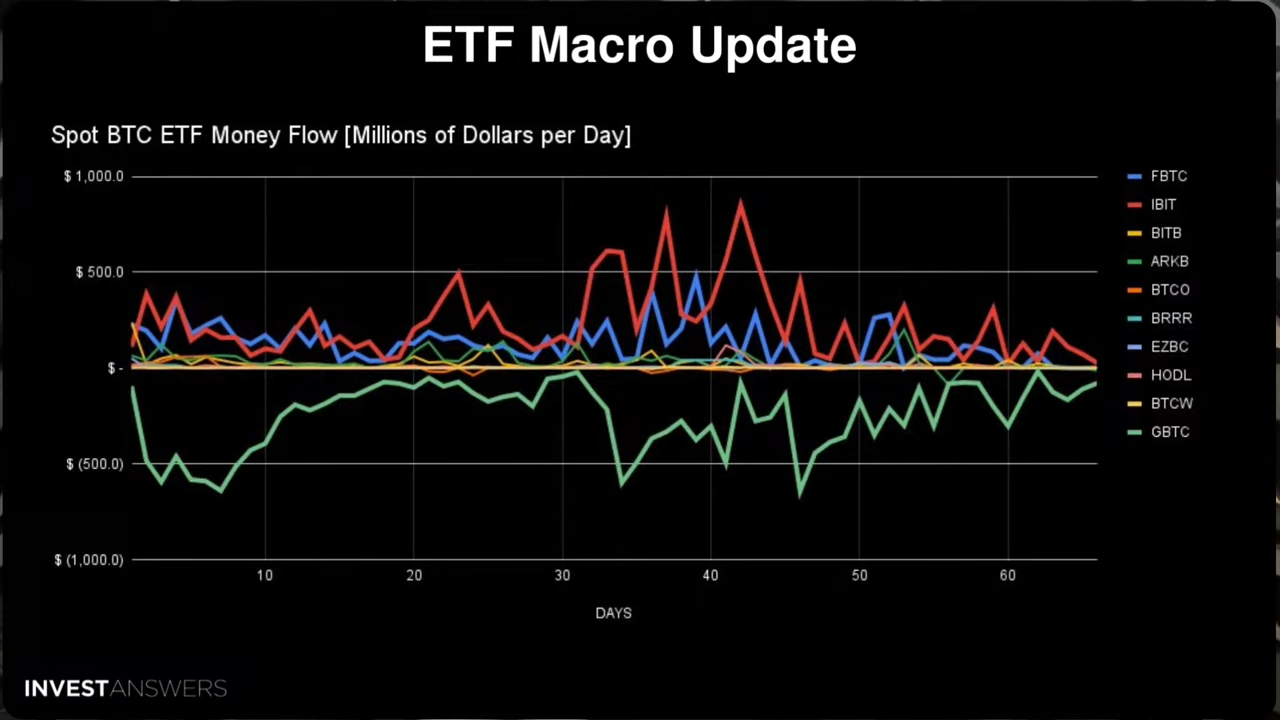 ETF Macro Update
Spot BTC ETF Money Flow [Millions of Dollars per Day]
$ 1,000.0
$ 500.0
$ -
$ (500.0)
$ (1,000.0)
10 20 30 40 50 60
DAYS
FBTC
IBIT
BITB
ARKB
BTCO
BRRR
EZBC
HODL
BTCW
GBTC
INVESTANSWERS